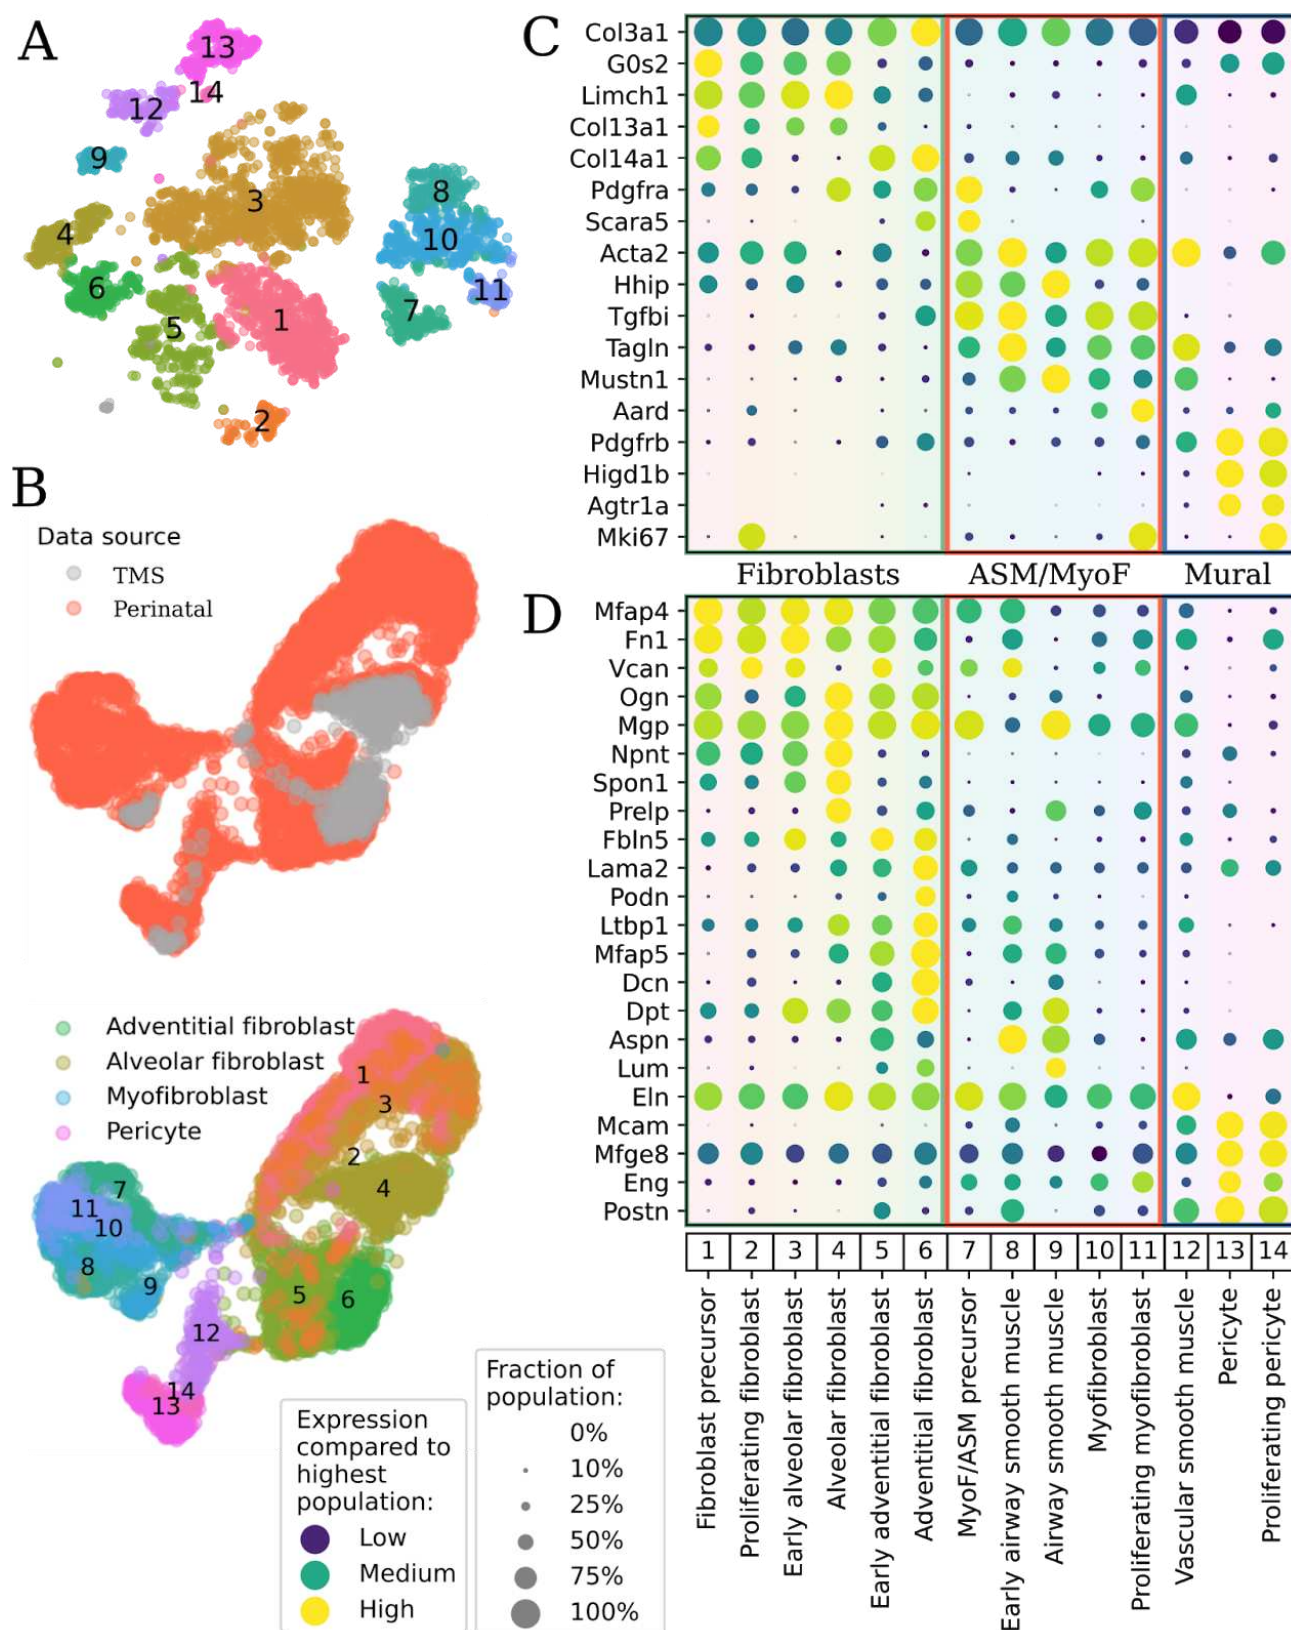 A
13
14
12
9
3
8
10
4
6
11
7
5
1
2
B
Data source
TMS
Perinatal
Adventitial fibroblast
Alveolar fibroblast
Myofibroblast
Pericyte
1
3
2
4
7
11
10
8
9
5
6
12
14
13
Expression
compared to
highest
population:
Low
Medium
High
Fraction of
population:
0%
10%
25%
50%
75%
100%
C
Col3a1
G0s2
Limch1
Col13a1
Col14a1
Pdgfra
Scara5
Acta2
Hhip
Tgfbi
Tagln
Mustn1
Aard
Pdgfrb
Higd1b
Agtr1a
Mki67
Fibroblasts
ASM/MyoF
Mural
D
Mfap4
Fn1
Vcan
Ogn
Mgp
Npnt
Spon1
Prelp
Fbln5
Lama2
Podn
Ltbp1
Mfap5
Dcn
Dpt
Aspn
Lum
Eln
Mcam
Mfge8
Eng
Postn
1 2 3 4 5 6 7 8 9 10 11 12 13 14
Fibroblast precursor
Proliferating fibroblast
Early alveolar fibroblast
Alveolar fibroblast
Early adventitial fibroblast
Adventitial fibroblast
MyoF/ASM precursor
Early airway smooth muscle
Airway smooth muscle
Myofibroblast
Proliferating myofibroblast
Vascular smooth muscle
Pericyte
Proliferating pericyte